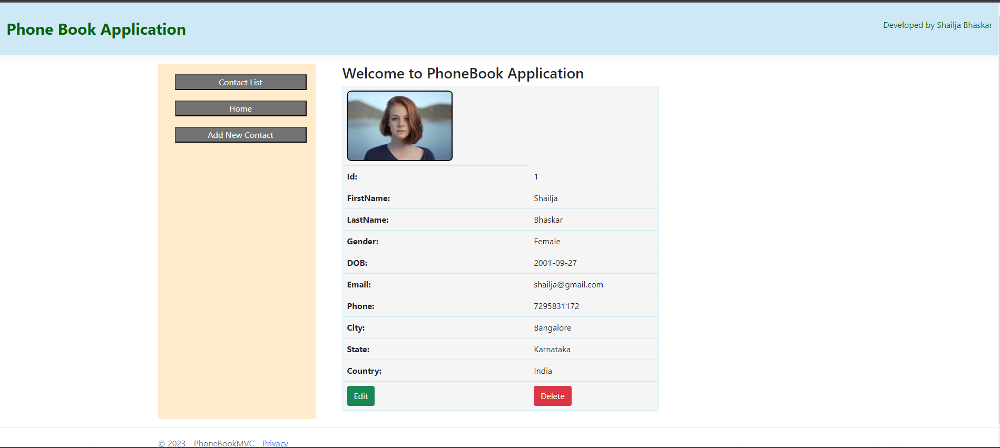 Phone Book Application
Developed by Shailja Bhaskar
Contact List
Home
Add New Contact
Welcome to PhoneBook Application
Id: 1
FirstName: Shailja
LastName: Bhaskar
Gender: Female
DOB: 2001-09-27
Email: shailja@gmail.com
Phone: 7295831172
City: Bangalore
State: Karnataka
Country: India
Edit Delete
© 2023 - PhoneBookMVC - Privacy